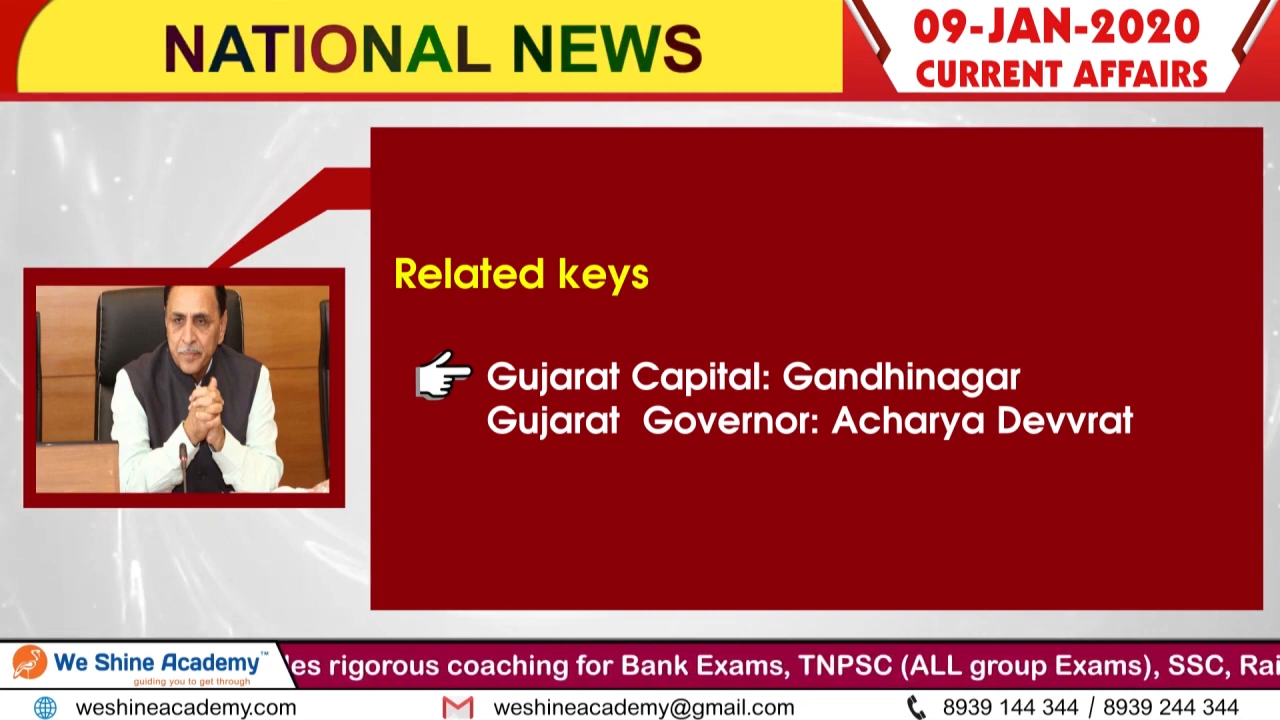 NATIONAL NEWS
09-JAN-2020
CURRENT AFFAIRS
Related keys
Gujarat Capital: Gandhinagar
Gujarat Governor: Acharya Devvrat
We Shine Academy™
guiding you to get through
les rigorous coaching for Bank Exams, TNPSC (ALL group Exams), SSC, Rai
weshineacademy.com
weshineacademy@gmail.com
8939 144 344 / 8939 244 344